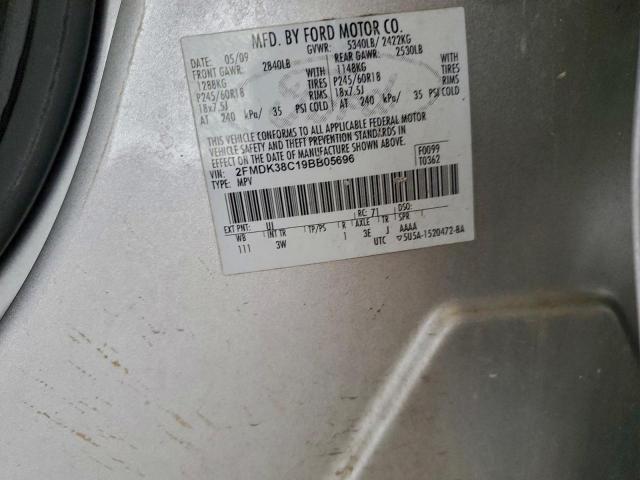 MFD. BY FORD MOTOR CO.
DATE: 05/09 GVWR: 5340LB/ 2422KG
FRONT GAWR: 2840LB REAR GAWR: 2530LB
1288KG WITH 1148KG WITH
P245/60R18 TIRES P245/60R18 TIRES
18x7.5J RIMS 18x7.5J RIMS
AT 240 kPa/ 35 PSI COLD AT 240 kPa/ 35 PSI COLD
THIS VEHICLE CONFORMS TO ALL APPLICABLE FEDERAL MOTOR
VEHICLE SAFETY AND THEFT PREVENTION STANDARDS IN
EFFECT ON THE DATE OF MANUFACTURE SHOWN ABOVE.
VIN: 2FMDK38C19BB05696 F0099
TYPE: MPV T0362
EXT PNT: UI RC: 71 DSO:
WB INT TR TP/PS R AXLE TR SPR
111 3W 1 3E J AAAA
UTC ▽5U5A-1520472-BA